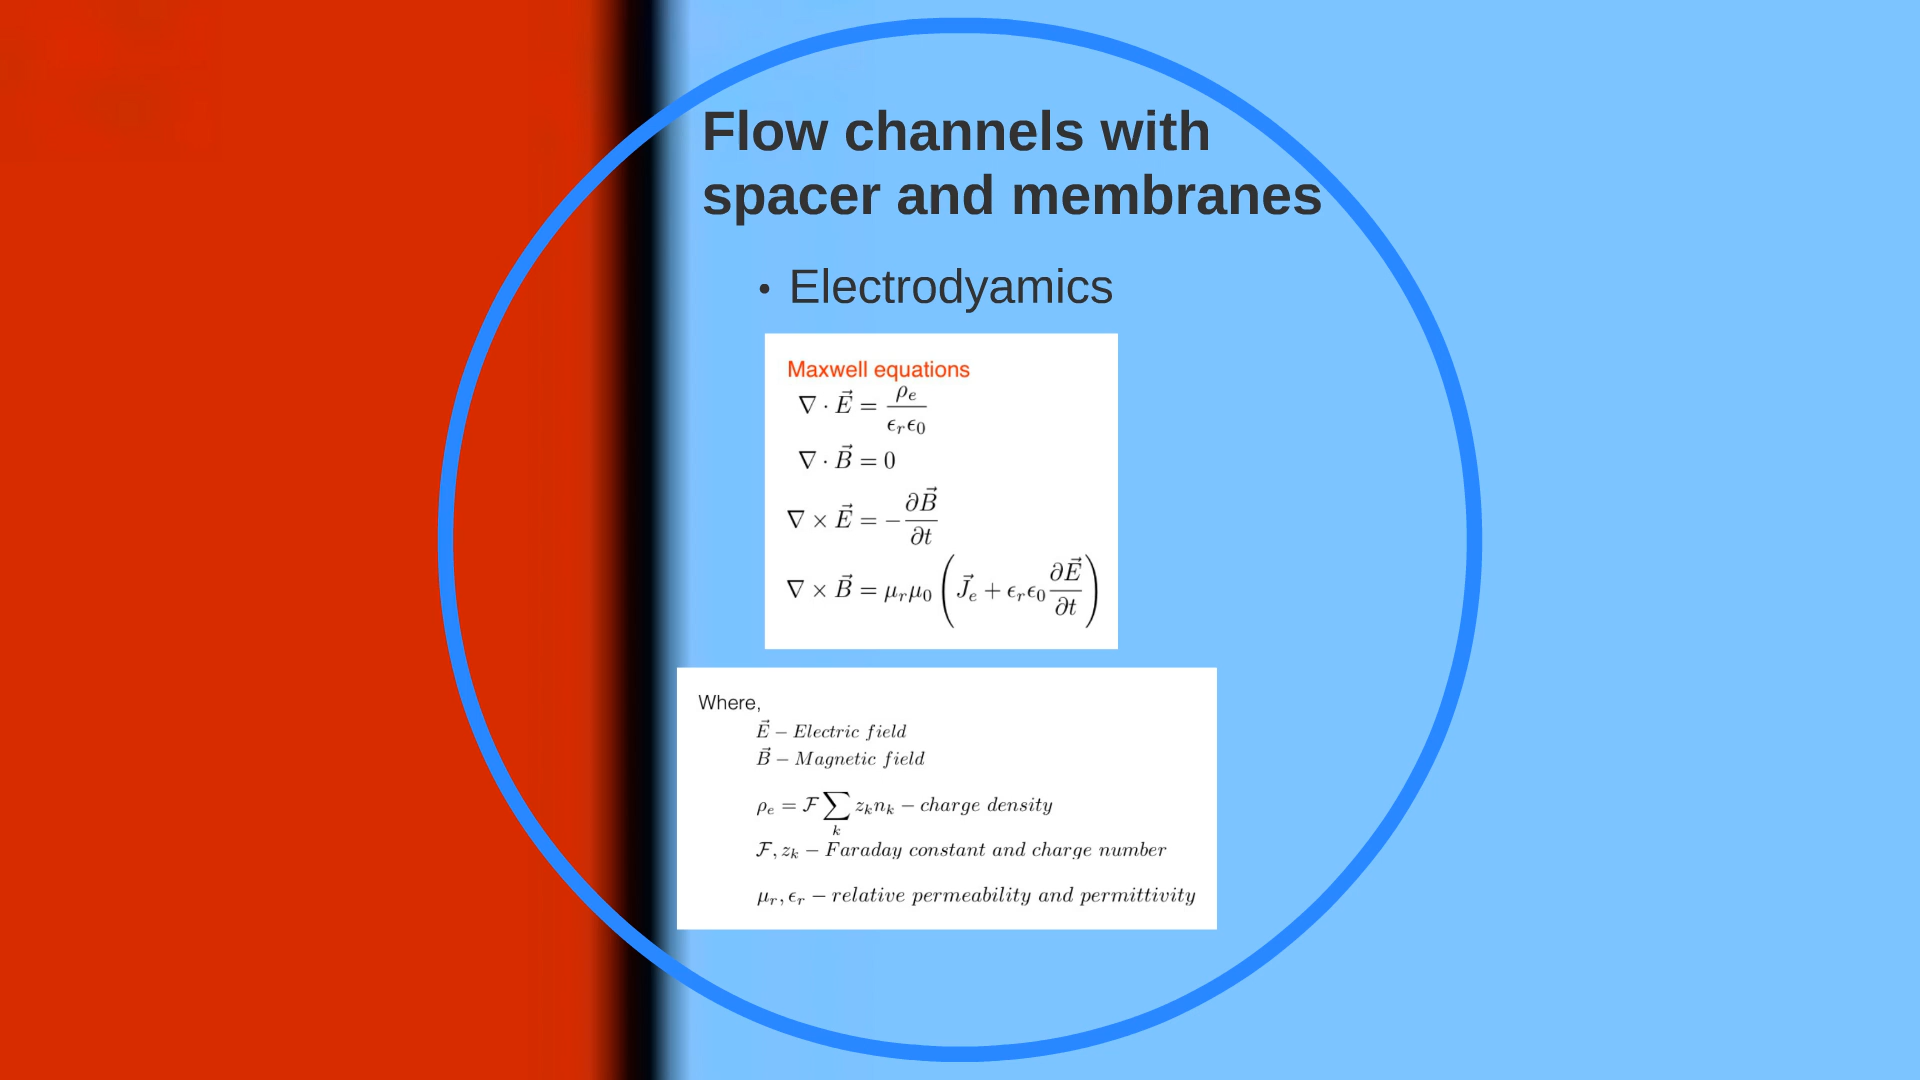 Flow channels with
spacer and membranes
• Electrodyamics
Maxwell equations
∇ · E⃗ = ρₑ / (ϵᵣϵ₀)
∇ · B⃗ = 0
∇ × E⃗ = − ∂B⃗ / ∂t
∇ × B⃗ = μᵣμ₀ ( J⃗ₑ + ϵᵣϵ₀ ∂E⃗ / ∂t )
Where,
E⃗ − Electric field
B⃗ − Magnetic field
ρₑ = ℱ ∑ₖ zₖnₖ − charge density
ℱ, zₖ − Faraday constant and charge number
μᵣ, ϵᵣ − relative permeability and permittivity